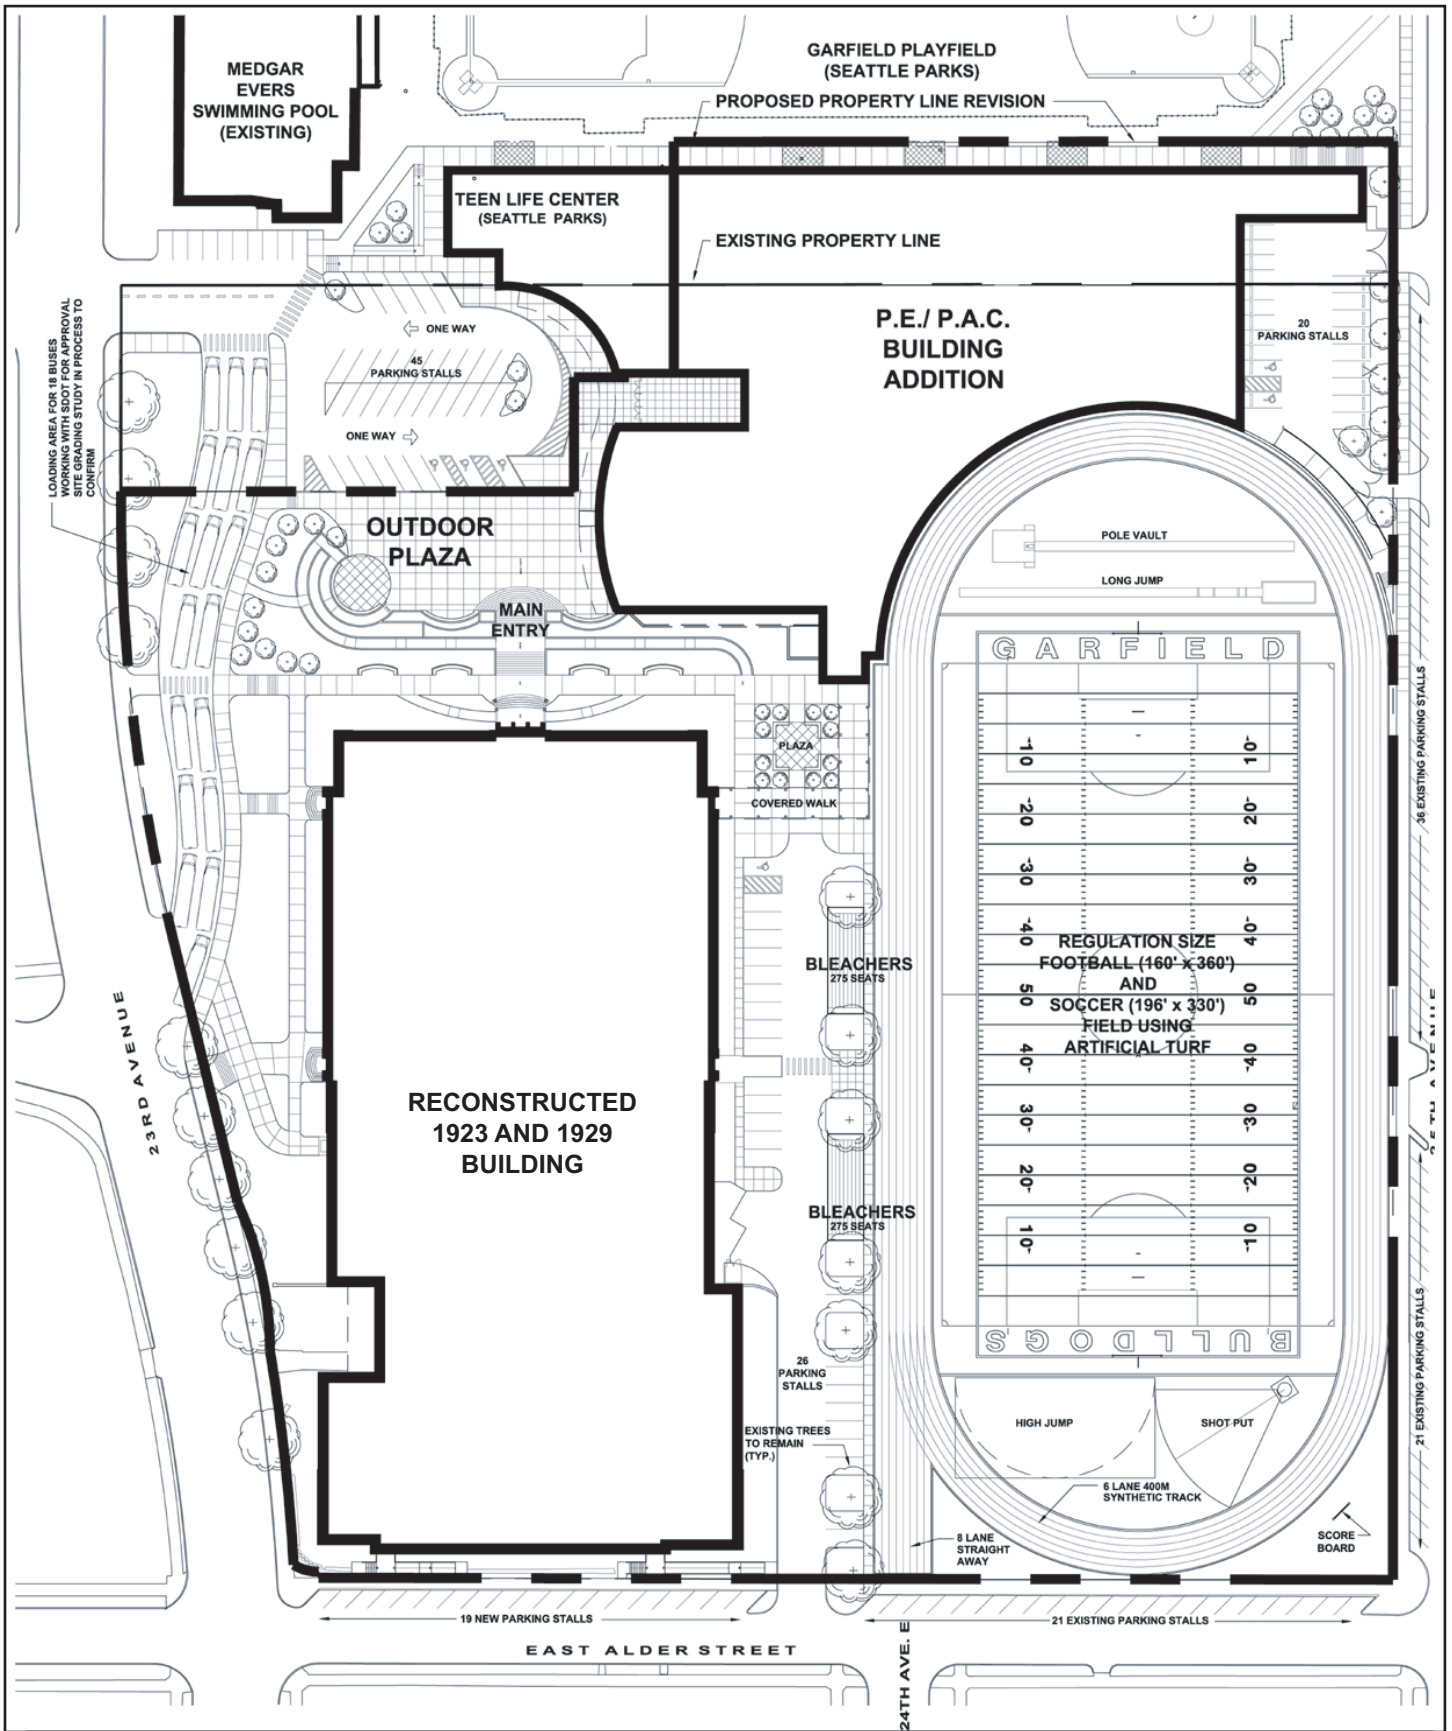 MEDGAR
EVERS
SWIMMING POOL
(EXISTING)
GARFIELD PLAYFIELD
(SEATTLE PARKS)
PROPOSED PROPERTY LINE REVISION
TEEN LIFE CENTER
(SEATTLE PARKS)
EXISTING PROPERTY LINE
P.E./ P.A.C.
BUILDING
ADDITION
20
PARKING STALLS
ONE WAY
45
PARKING STALLS
ONE WAY
LOADING AREA FOR 18 BUSES
WORKING WITH SDOT FOR APPROVAL
SITE GRADING STUDY IN PROCESS TO
CONFIRM
OUTDOOR
PLAZA
MAIN
ENTRY
POLE VAULT
LONG JUMP
GARFIELD
PLAZA
COVERED WALK
-10 10-
-20 20-
-30 30-
-40 40-
50 50
40- -40
30- -30
20- -20
10- -10
REGULATION SIZE
FOOTBALL (160' x 360')
AND
SOCCER (196' x 330')
FIELD USING
ARTIFICIAL TURF
BLEACHERS
275 SEATS
BLEACHERS
275 SEATS
RECONSTRUCTED
1923 AND 1929
BUILDING
23RD AVENUE
36 EXISTING PARKING STALLS
21 EXISTING PARKING STALLS
BULLDOGS
26
PARKING
STALLS
EXISTING TREES
TO REMAIN
(TYP.)
HIGH JUMP
SHOT PUT
6 LANE 400M
SYNTHETIC TRACK
8 LANE
STRAIGHT
AWAY
SCORE
BOARD
19 NEW PARKING STALLS
21 EXISTING PARKING STALLS
EAST ALDER STREET
24TH AVE. E